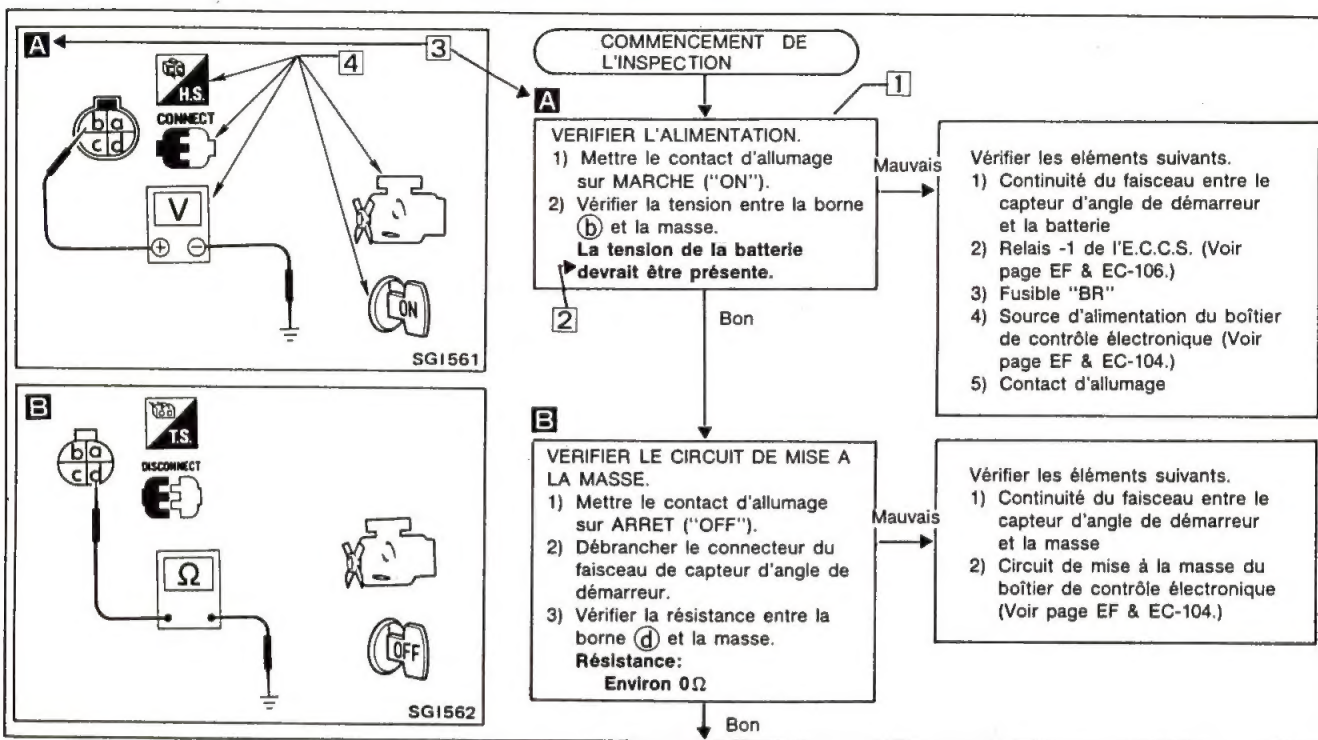 A
3
4
H.S.
CONNECT
b a
c d
V
+ −
ON
SGI561
B
T.S.
DISCONNECT
b a
c d
Ω
OFF
SGI562
COMMENCEMENT DE
L'INSPECTION
A
1
VERIFIER L'ALIMENTATION.
1) Mettre le contact d'allumage
sur MARCHE ("ON").
2) Vérifier la tension entre la borne
ⓑ et la masse.
La tension de la batterie
devrait être présente.
2
Mauvais
Bon
Vérifier les eléments suivants.
1) Continuité du faisceau entre le
capteur d'angle de démarreur
et la batterie
2) Relais -1 de l'E.C.C.S. (Voir
page EF & EC-106.)
3) Fusible "BR"
4) Source d'alimentation du boîtier
de contrôle électronique (Voir
page EF & EC-104.)
5) Contact d'allumage
B
VERIFIER LE CIRCUIT DE MISE A
LA MASSE.
1) Mettre le contact d'allumage
sur ARRET ("OFF").
2) Débrancher le connecteur du
faisceau de capteur d'angle de
démarreur.
3) Vérifier la résistance entre la
borne ⓓ et la masse.
Résistance:
Environ 0Ω
Mauvais
Bon
Vérifier les éléments suivants.
1) Continuité du faisceau entre le
capteur d'angle de démarreur
et la masse
2) Circuit de mise à la masse du
boîtier de contrôle électronique
(Voir page EF & EC-104.)